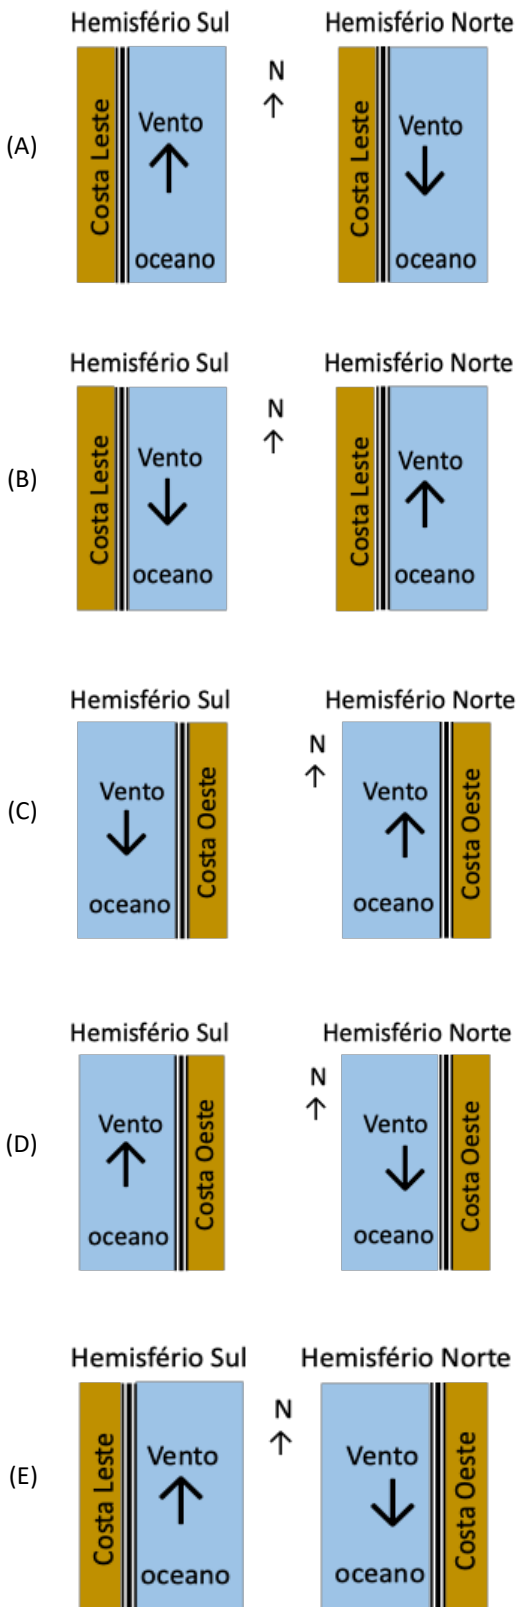 Hemisfério Sul Hemisfério Norte
N
(A)
Costa Leste
Vento
oceano
Costa Leste
Vento
oceano
Hemisfério Sul Hemisfério Norte
N
(B)
Costa Leste
Vento
oceano
Costa Leste
Vento
oceano
Hemisfério Sul Hemisfério Norte
N
(C)
Vento
oceano
Costa Oeste
Vento
oceano
Costa Oeste
Hemisfério Sul Hemisfério Norte
N
(D)
Vento
oceano
Costa Oeste
Vento
oceano
Costa Oeste
Hemisfério Sul Hemisfério Norte
N
(E)
Costa Leste
Vento
oceano
Vento
oceano
Costa Oeste